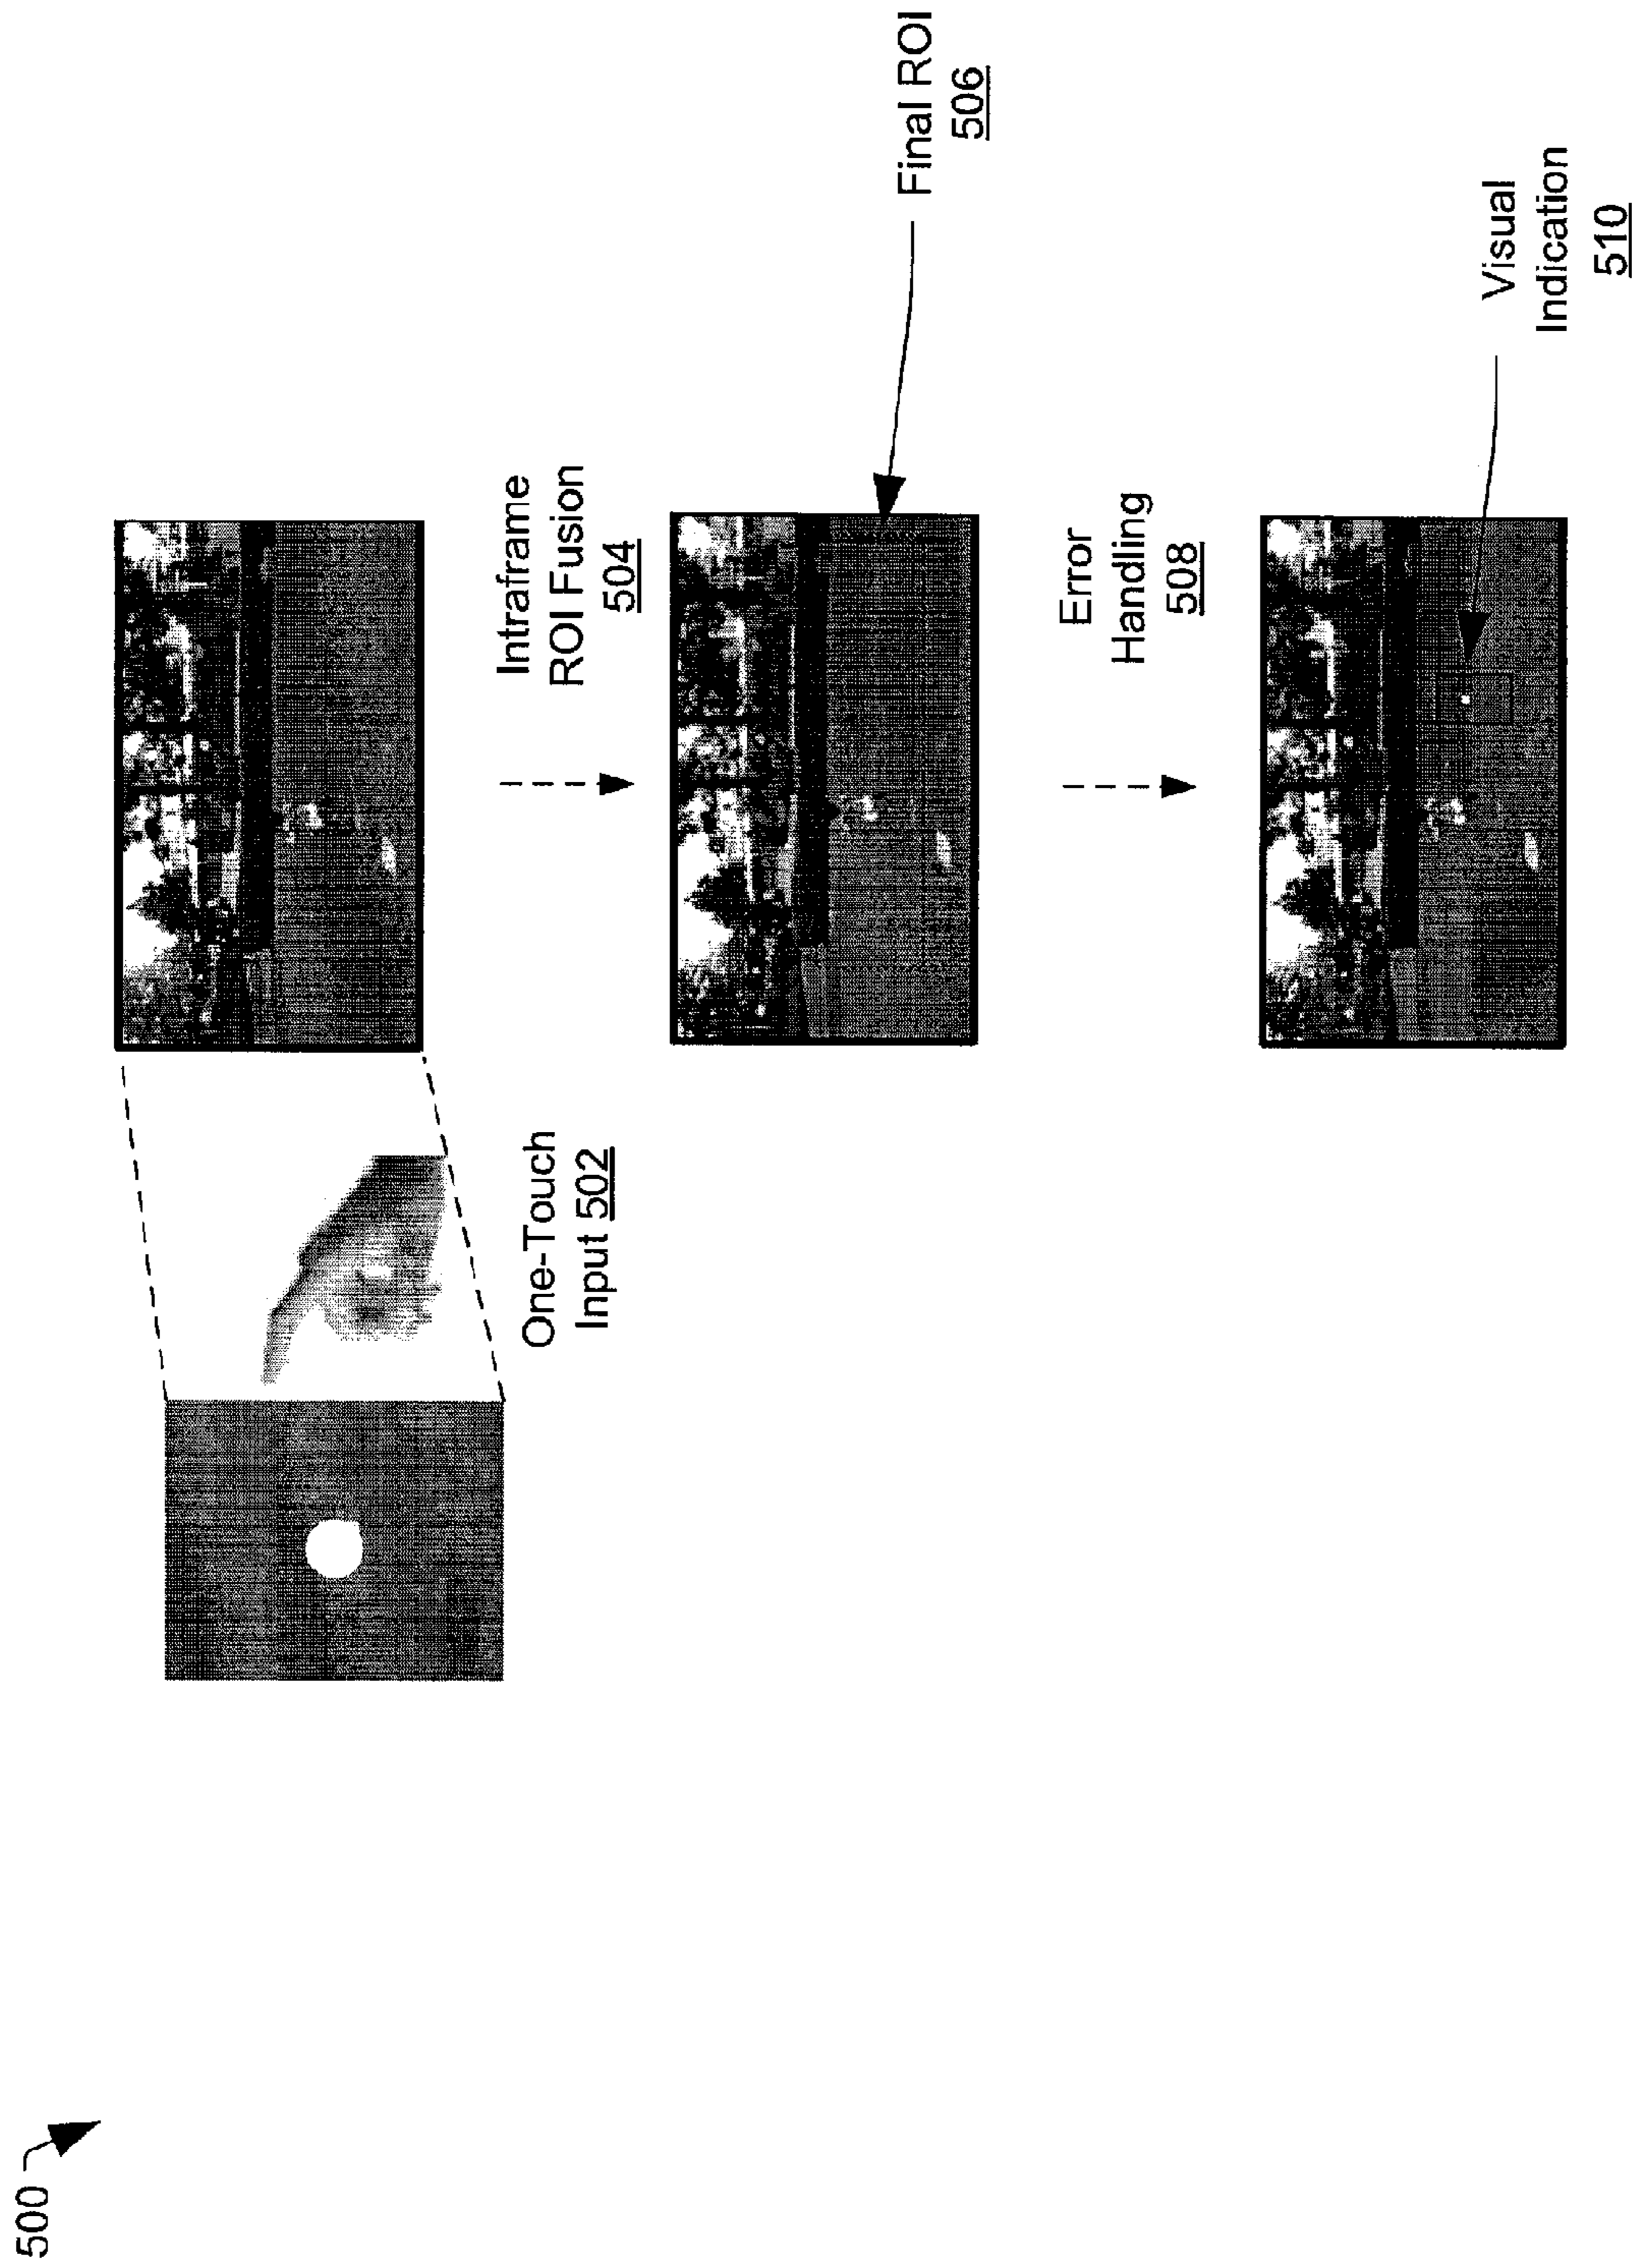 500
One-Touch
Input 502
Intraframe
ROI Fusion
504
Final ROI
506
Error
Handling
508
Visual
Indication
510